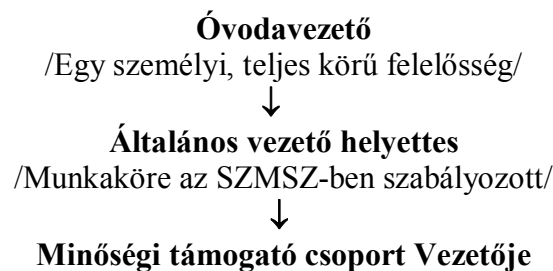 Óvodavezető
/Egy személyi, teljes körű felelősség/
↓
Általános vezető helyettes
/Munkaköre az SZMSZ-ben szabályozott/
↓
Minőségi támogató csoport Vezetője